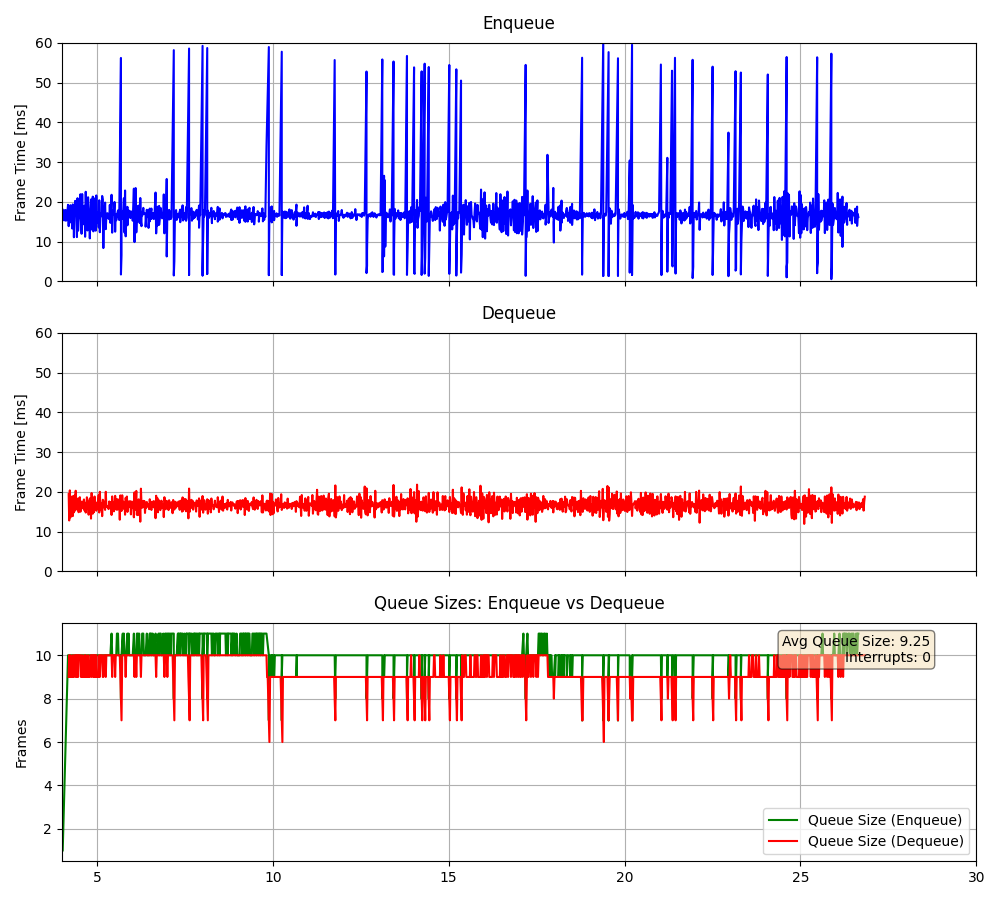 Enqueue
Frame Time [ms]
60
50
40
30
20
10
0
Dequeue
Frame Time [ms]
60
50
40
30
20
10
0
Queue Sizes: Enqueue vs Dequeue
Frames
10
8
6
4
2
Avg Queue Size: 9.25
Interrupts: 0
Queue Size (Enqueue)
Queue Size (Dequeue)
5 10 15 20 25 30